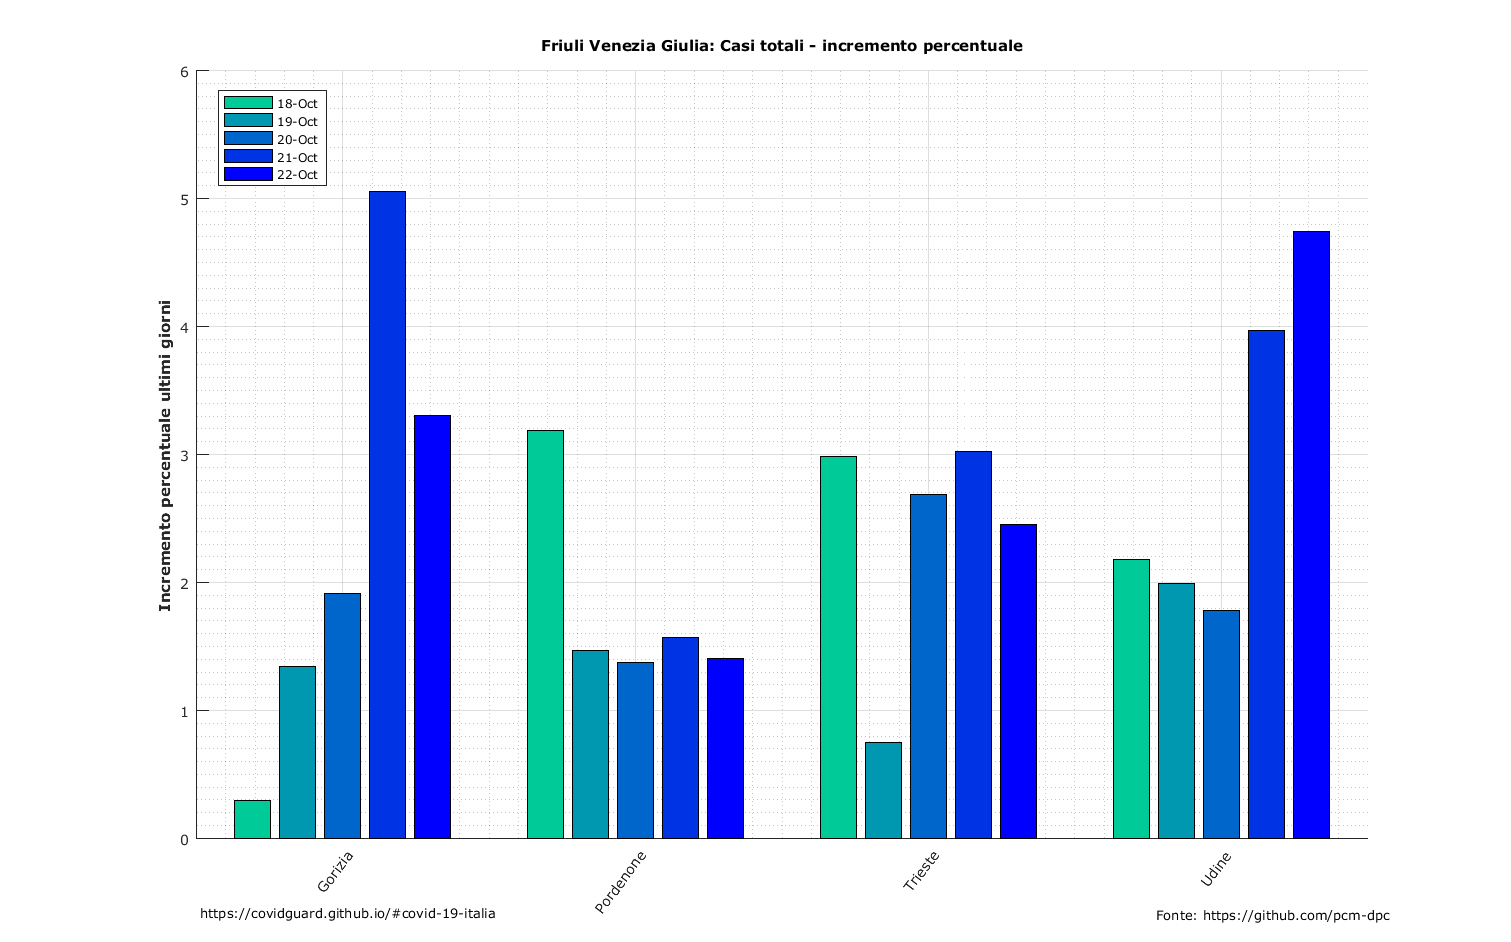 Friuli Venezia Giulia: Casi totali - incremento percentuale
6
18-Oct
19-Oct
20-Oct
21-Oct
22-Oct
5
4
3
2
1
0
Incremento percentuale ultimi giorni
Gorizia
Pordenone
Trieste
Udine
https://covidguard.github.io/#covid-19-italia
Fonte: https://github.com/pcm-dpc